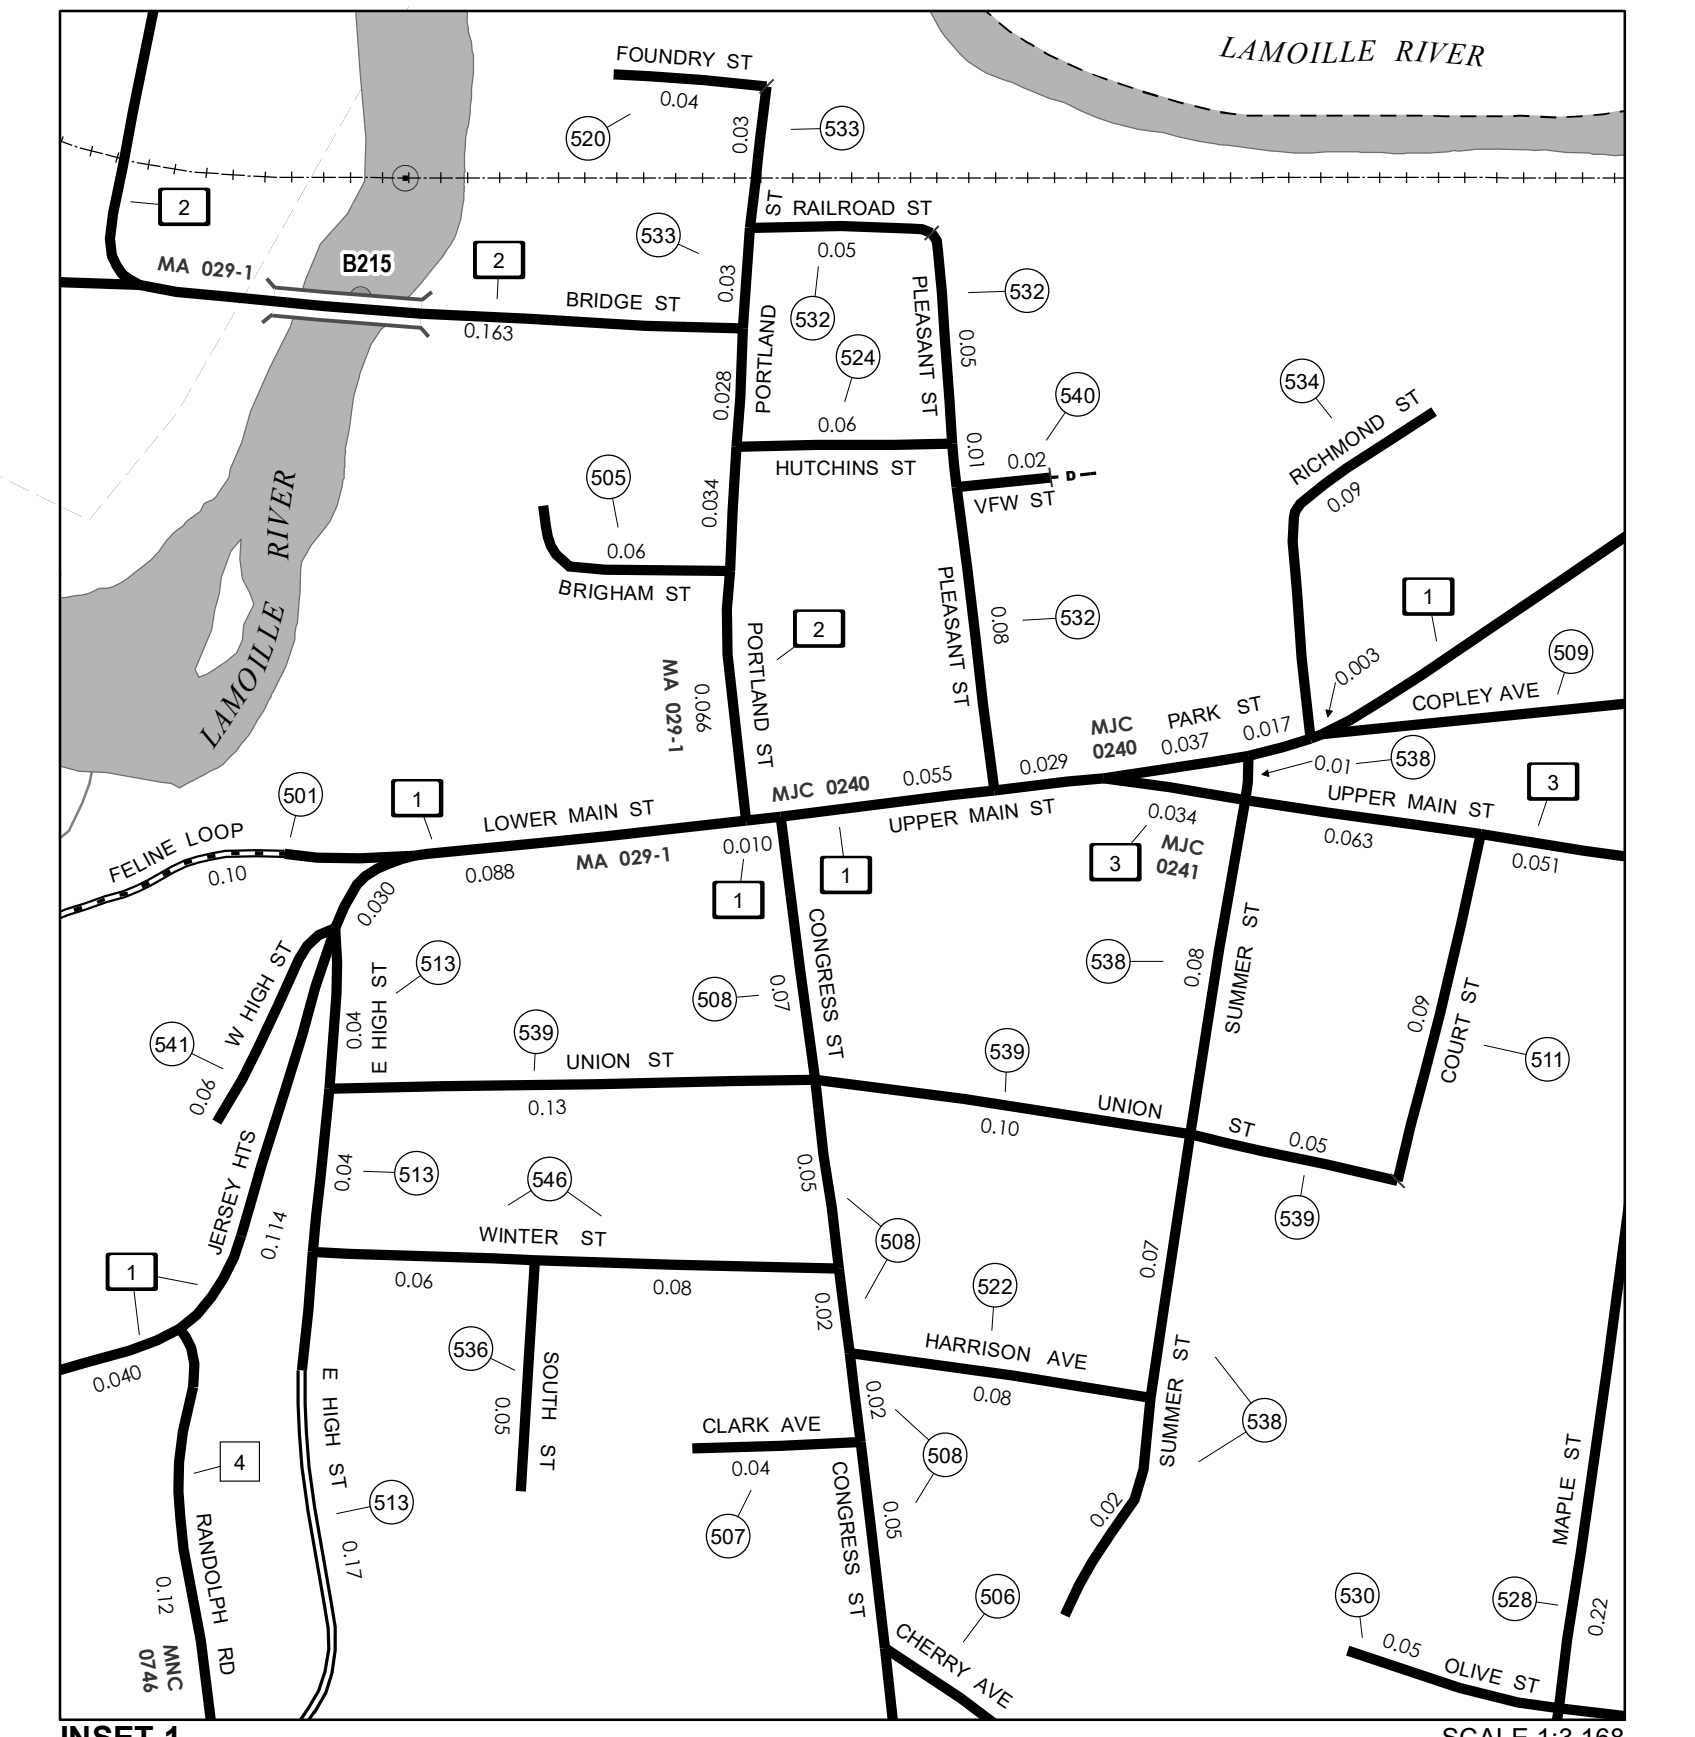 LAMOILLE RIVER
FOUNDRY ST
0.04
520
0.03
533
2
ST
RAILROAD ST
0.05
533
0.03
MA 029-1
B215
2
BRIDGE ST
0.163
532
PLEASANT ST
532
0.05
PORTLAND
524
0.028
0.06
HUTCHINS ST
540
0.01
0.02
D
VFW ST
534
RICHMOND ST
0.09
505
0.034
0.06
BRIGHAM ST
LAMOILLE RIVER
PORTLAND ST
2
MA 029-1
0.066
PLEASANT ST
0.08
532
1
509
0.003
COPLEY AVE
PARK ST
MJC
0240
0.037
0.017
0.01
538
3
UPPER MAIN ST
501
1
LOWER MAIN ST
MJC 0240
0.055
0.029
UPPER MAIN ST
0.034
0.063
0.051
FELINE LOOP
0.10
0.088
MA 029-1
0.010
1
1
3
MJC
0241
0.030
W HIGH ST
513
E HIGH ST
0.04
541
0.06
508
0.07
CONGRESS ST
538
0.08
SUMMER ST
0.09
COURT ST
511
539
UNION ST
0.13
539
UNION ST
0.10
0.05
539
JERSEY HTS
0.114
0.04
513
546
WINTER ST
0.06
0.08
0.05
508
0.02
0.07
1
0.040
522
HARRISON AVE
0.08
536
SOUTH ST
0.05
0.02
SUMMER ST
538
CLARK AVE
0.04
507
508
4
E HIGH ST
513
0.17
RANDOLPH RD
0.12
MNC
0746
CONGRESS ST
0.05
0.02
506
CHERRY AVE
530
0.05
OLIVE ST
528
MAPLE ST
0.22
INSET 1
SCALE 1:3,168